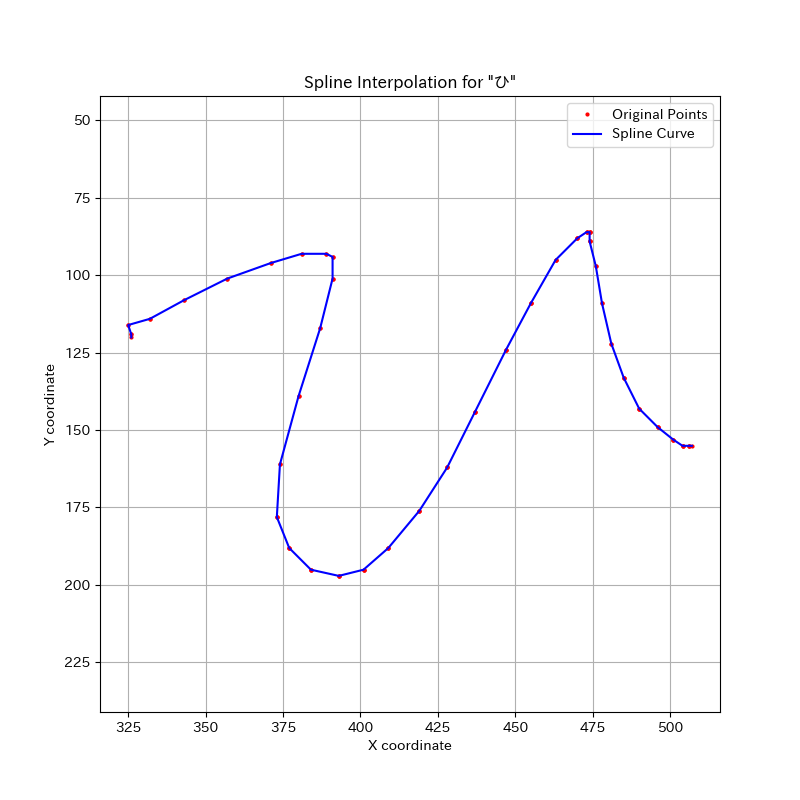 Spline Interpolation for "ひ"
Original Points
Spline Curve
50
75
100
125
150
175
200
225
Y coordinate
325 350 375 400 425 450 475 500
X coordinate
ひ